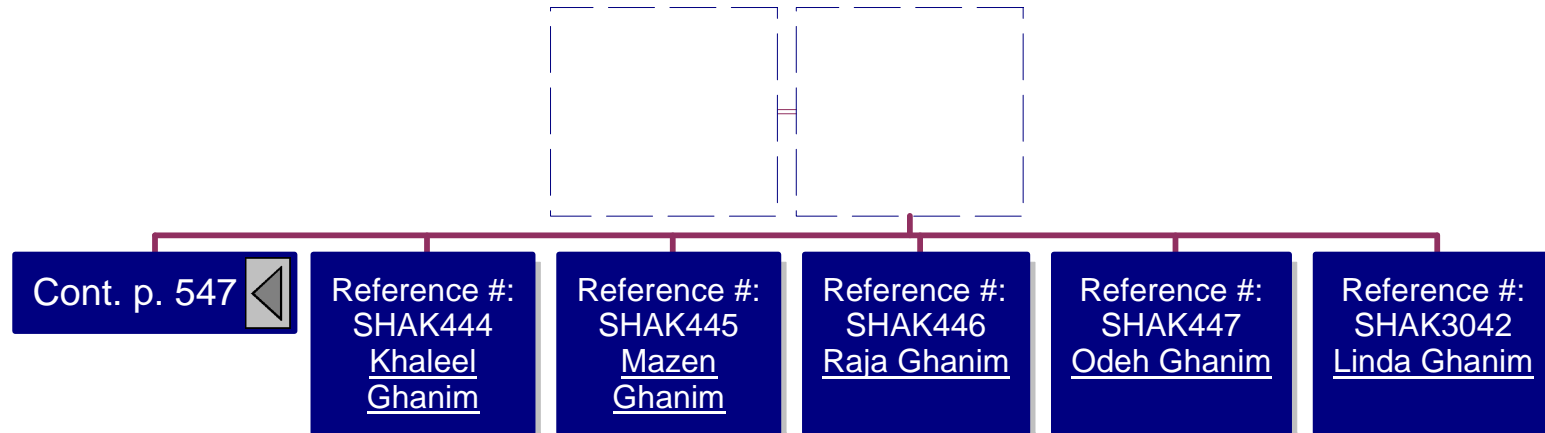 Cont. p. 547
Reference #:
SHAK444
Khaleel
Ghanim
Reference #:
SHAK445
Mazen
Ghanim
Reference #:
SHAK446
Raja Ghanim
Reference #:
SHAK447
Odeh Ghanim
Reference #:
SHAK3042
Linda Ghanim